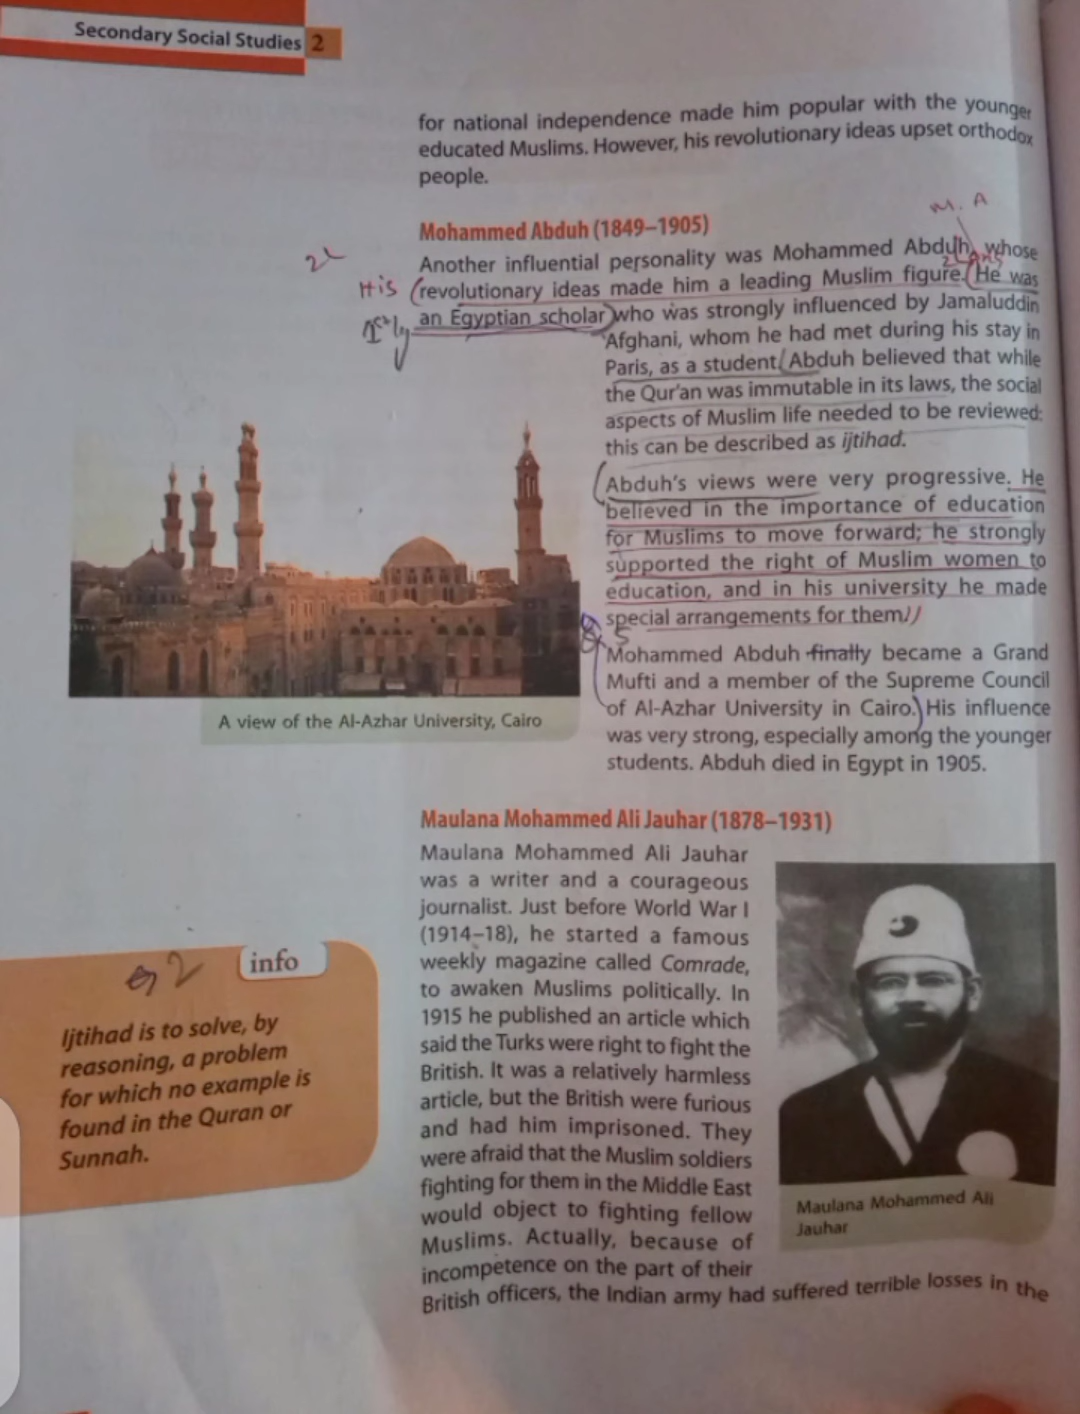 Secondary Social Studies 2
for national independence made him popular with the younger
educated Muslims. However, his revolutionary ideas upset orthodox
people.
M. A
Mohammed Abduh (1849–1905)
Another influential personality was Mohammed Abduh, whose
His (revolutionary ideas made him a leading Muslim figure. (He was
an Egyptian scholar) who was strongly influenced by Jamaluddin
Afghani, whom he had met during his stay in
Paris, as a student. Abduh believed that while
the Qur'an was immutable in its laws, the social
aspects of Muslim life needed to be reviewed:
this can be described as ijtihad.
Abduh's views were very progressive. He
believed in the importance of education
for Muslims to move forward; he strongly
supported the right of Muslim women to
education, and in his university he made
special arrangements for them//
Mohammed Abduh finally became a Grand
Mufti and a member of the Supreme Council
of Al-Azhar University in Cairo.) His influence
was very strong, especially among the younger
students. Abduh died in Egypt in 1905.
A view of the Al-Azhar University, Cairo
Maulana Mohammed Ali Jauhar (1878–1931)
Maulana Mohammed Ali Jauhar
was a writer and a courageous
journalist. Just before World War I
(1914–18), he started a famous
weekly magazine called Comrade,
to awaken Muslims politically. In
1915 he published an article which
said the Turks were right to fight the
British. It was a relatively harmless
article, but the British were furious
and had him imprisoned. They
were afraid that the Muslim soldiers
fighting for them in the Middle East
would object to fighting fellow
Muslims. Actually, because of
incompetence on the part of their
British officers, the Indian army had suffered terrible losses in the
Maulana Mohammed Ali
Jauhar
info
Ijtihad is to solve, by
reasoning, a problem
for which no example is
found in the Quran or
Sunnah.